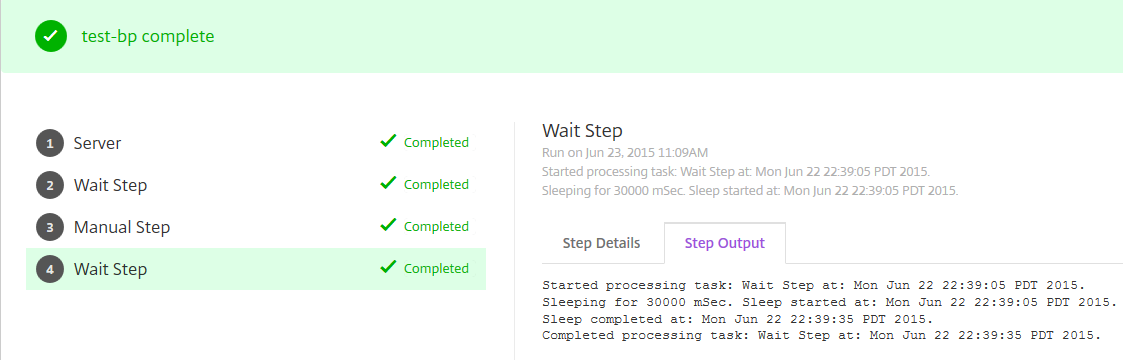 test-bp complete
1 Server Completed
2 Wait Step Completed
3 Manual Step Completed
4 Wait Step Completed
Wait Step
Run on Jun 23, 2015 11:09AM
Started processing task: Wait Step at: Mon Jun 22 22:39:05 PDT 2015.
Sleeping for 30000 mSec. Sleep started at: Mon Jun 22 22:39:05 PDT 2015.
Step Details Step Output
Started processing task: Wait Step at: Mon Jun 22 22:39:05 PDT 2015.
Sleeping for 30000 mSec. Sleep started at: Mon Jun 22 22:39:05 PDT 2015.
Sleep completed at: Mon Jun 22 22:39:35 PDT 2015.
Completed processing task: Wait Step at: Mon Jun 22 22:39:35 PDT 2015.